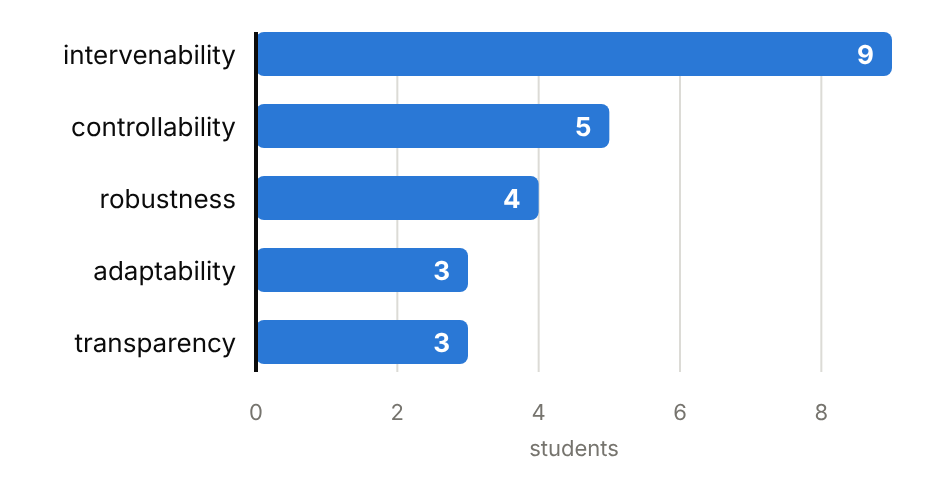 intervenability 9
controllability 5
robustness 4
adaptability 3
transparency 3
0 2 4 6 8
students